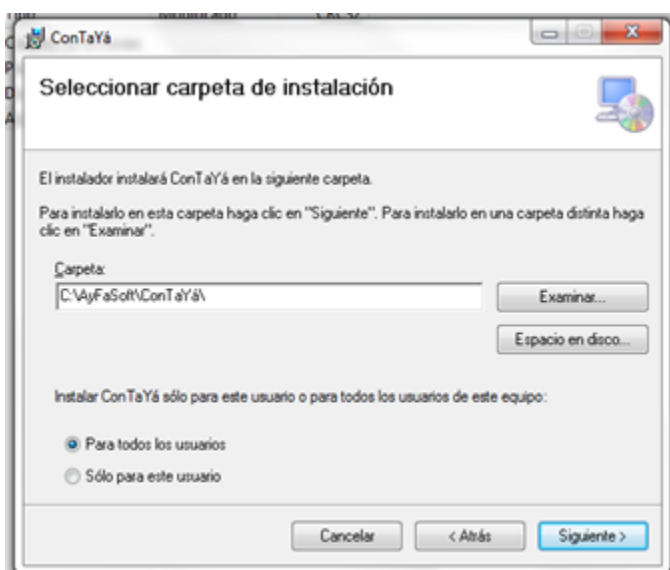 ConTaYá
Seleccionar carpeta de instalación
El instalador instalará ConTaYá en la siguiente carpeta.
Para instalarlo en esta carpeta haga clic en "Siguiente". Para instalarlo en una carpeta distinta haga
clic en "Examinar".
Carpeta:
C:\AyFaSoft\ConTaYá\
Examinar...
Espacio en disco...
Instalar ConTaYá sólo para este usuario o para todos los usuarios de este equipo:
Para todos los usuarios
Sólo para este usuario
Cancelar
< Atrás
Siguiente >